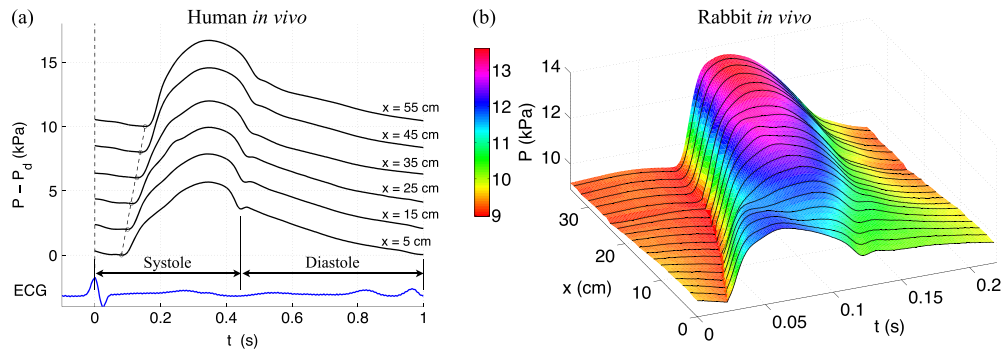 (a) Human in vivo
15
10
5
0
P − Pd (kPa)
x = 55 cm
x = 45 cm
x = 35 cm
x = 25 cm
x = 15 cm
x = 5 cm
Systole Diastole
ECG
0 0.2 0.4 0.6 0.8 1
t (s)
(b) Rabbit in vivo
13
12
11
10
9
14
12
10
P (kPa)
30
20
10
0
x (cm)
0
0.05
0.1
0.15
0.2
t (s)